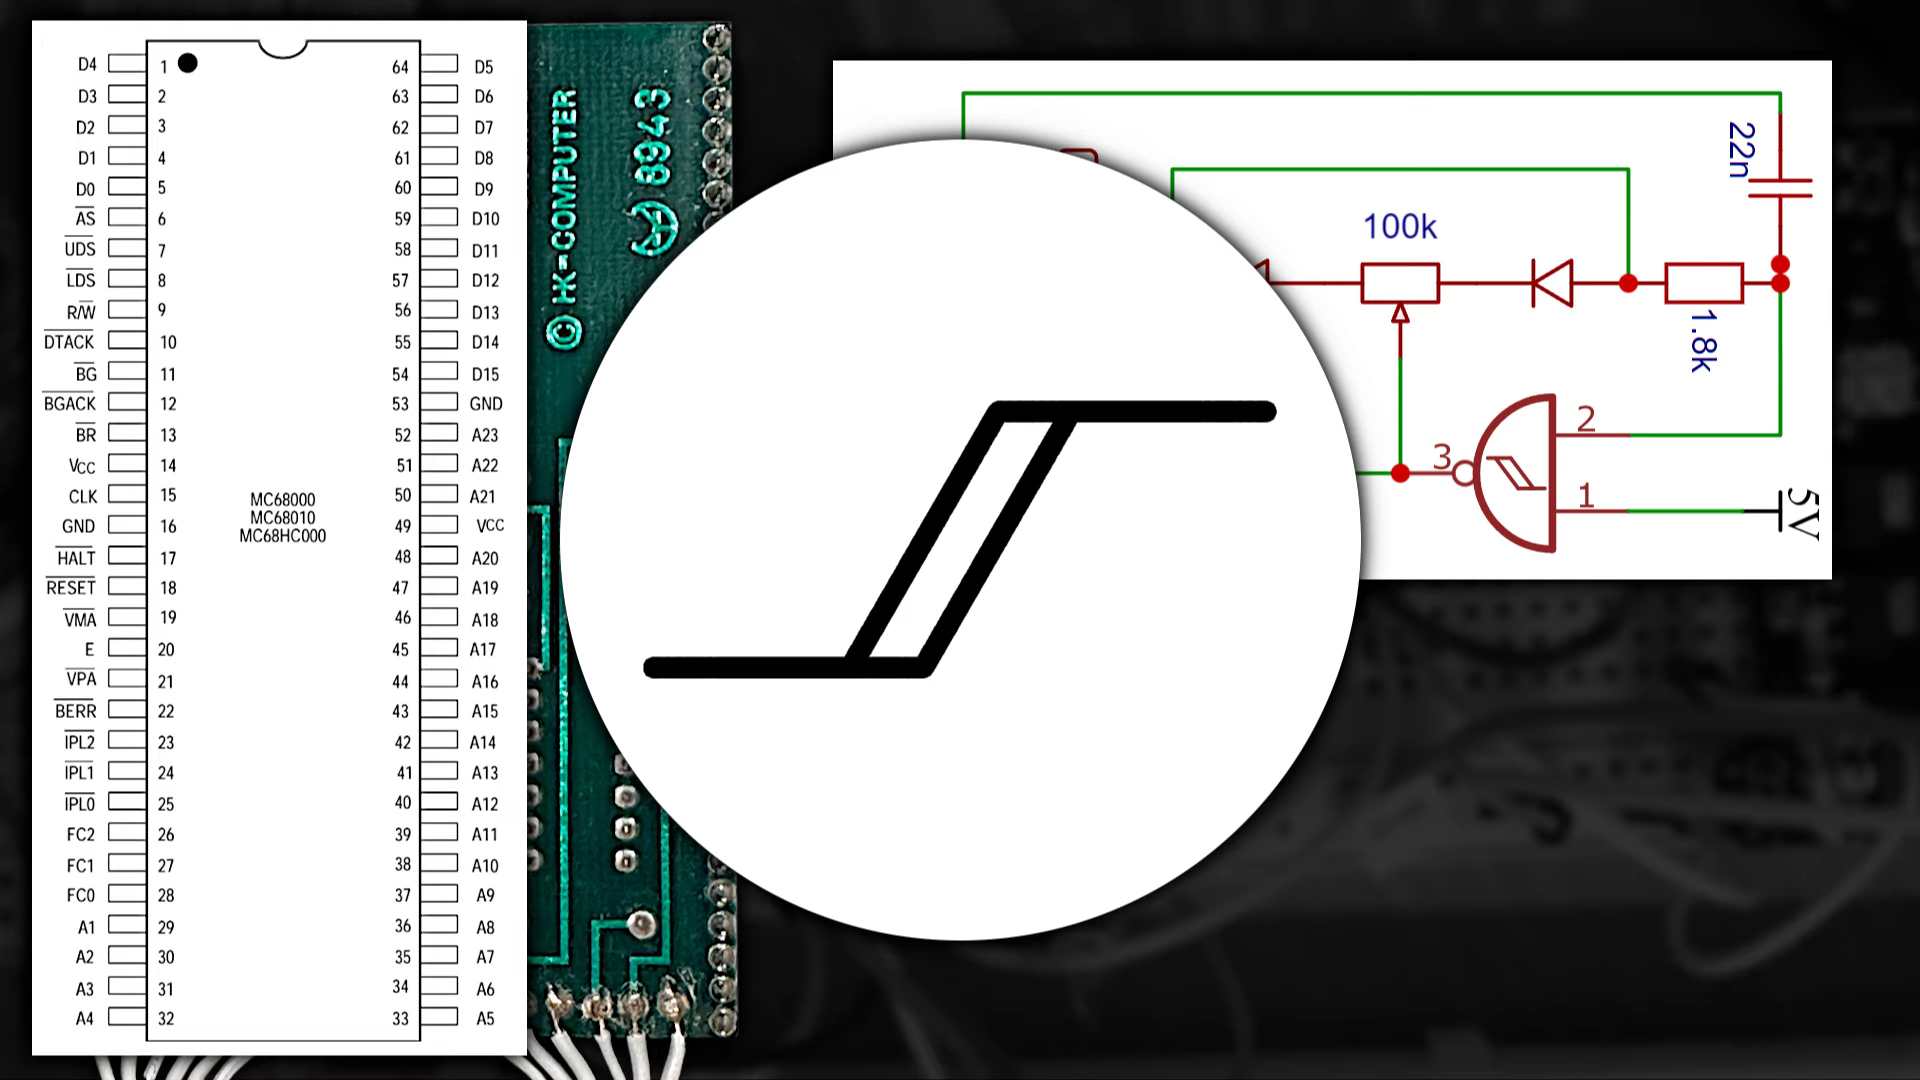 D4 1 64 D5
D3 2 63 D6
D2 3 62 D7
D1 4 61 D8
D0 5 60 D9
AS 6 59 D10
UDS 7 58 D11
LDS 8 57 D12
R/W 9 56 D13
DTACK 10 55 D14
BG 11 54 D15
BGACK 12 53 GND
BR 13 52 A23
VCC 14 51 A22
CLK 15 50 A21
GND 16 49 VCC
HALT 17 48 A20
RESET 18 47 A19
VMA 19 46 A18
E 20 45 A17
VPA 21 44 A16
BERR 22 43 A15
IPL2 23 42 A14
IPL1 24 41 A13
IPL0 25 40 A12
FC2 26 39 A11
FC1 27 38 A10
FC0 28 37 A9
A1 29 36 A8
A2 30 35 A7
A3 31 34 A6
A4 32 33 A5
MC68000
MC68010
MC68HC000
© HK-COMPUTER
8943
22n
100k
1.8k
2
3
1
5V